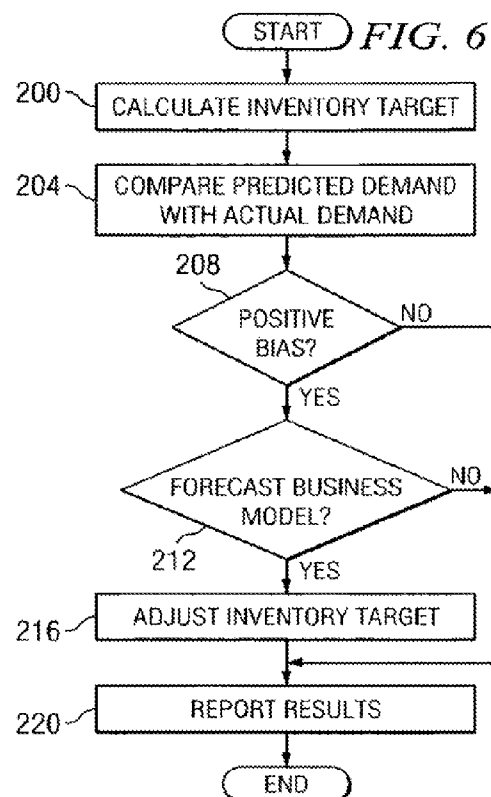 START
FIG. 6
200
CALCULATE INVENTORY TARGET
204
COMPARE PREDICTED DEMAND
WITH ACTUAL DEMAND
208
POSITIVE
BIAS?
NO
YES
FORECAST BUSINESS
MODEL?
NO
212
YES
216
ADJUST INVENTORY TARGET
220
REPORT RESULTS
END